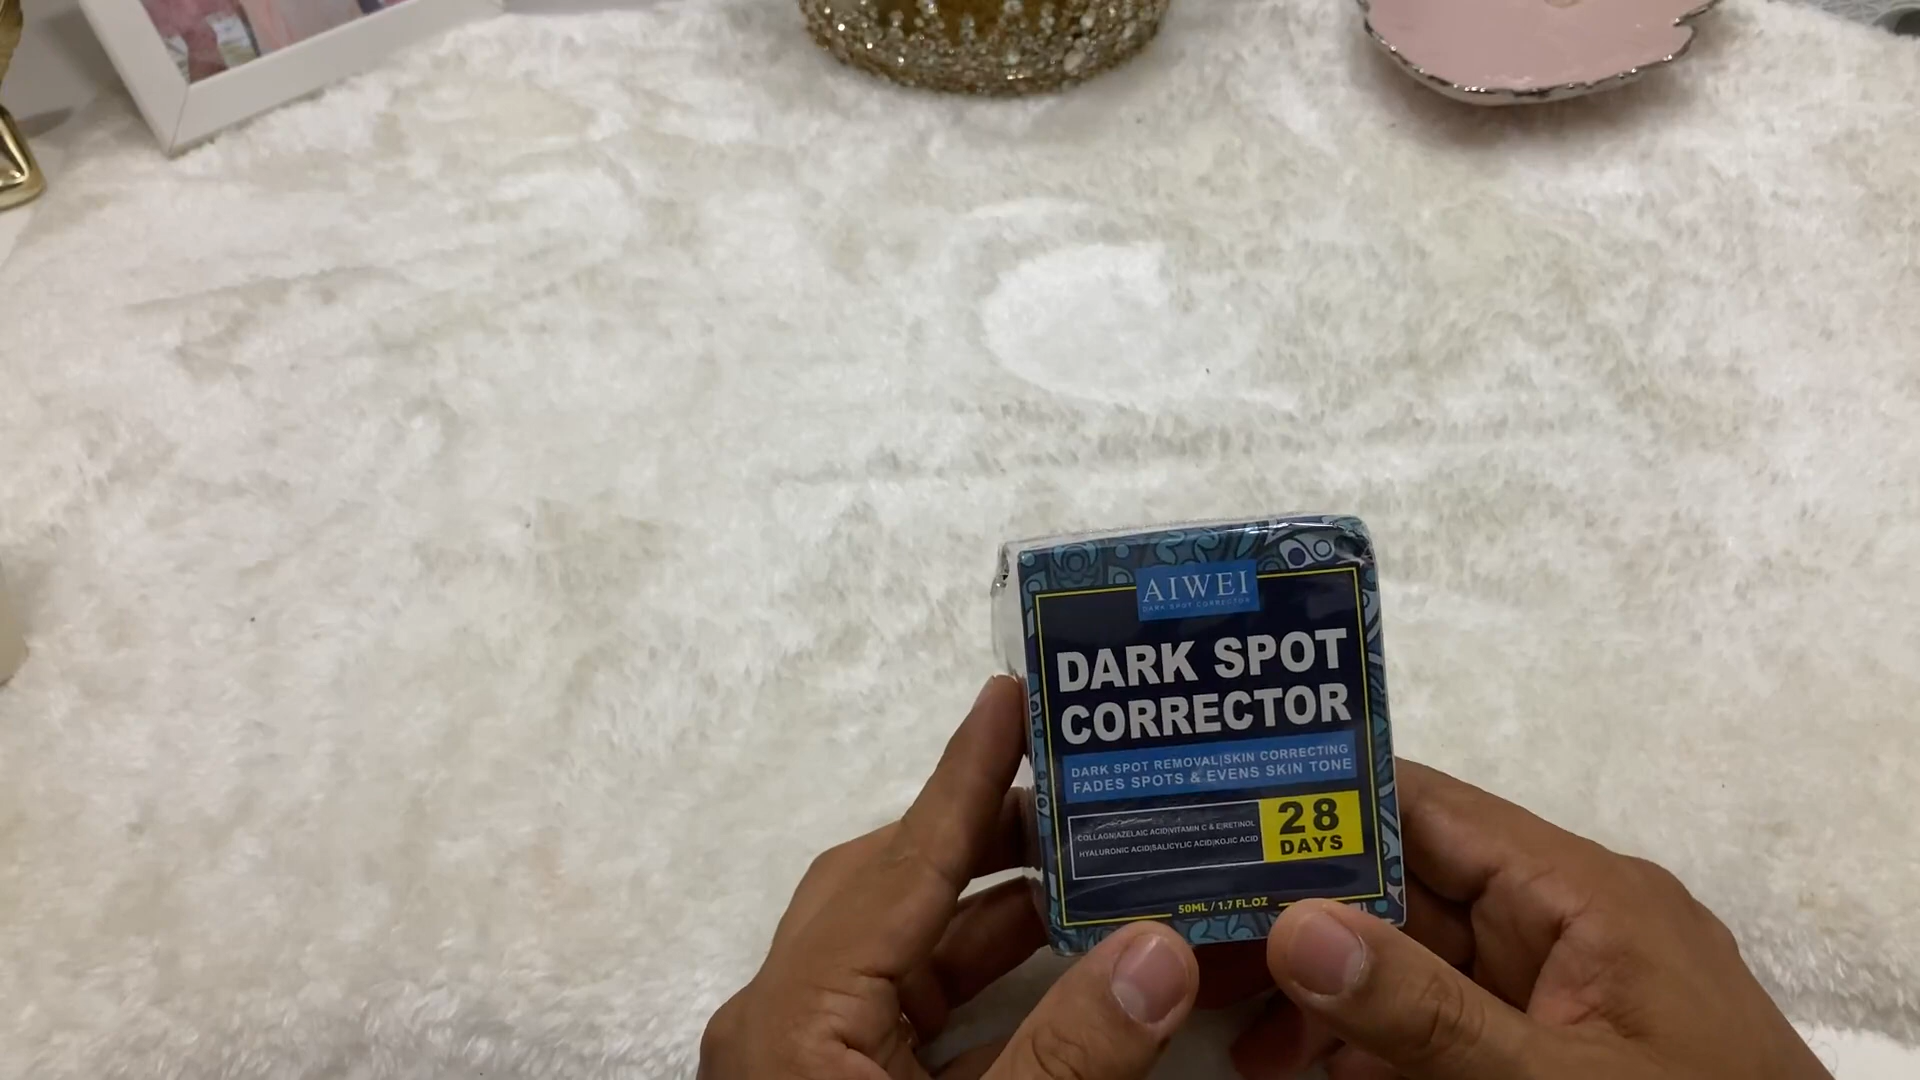 AIWEI
DARK SPOT CORRECTOR
DARK SPOT
CORRECTOR
DARK SPOT REMOVAL|SKIN CORRECTING
FADES SPOTS & EVENS SKIN TONE
COLLAGN|AZELAIC ACID|VITAMIN C & E|RETINOL
HYALURONIC ACID|SALICYLIC ACID|KOJIC ACID
28
DAYS
50ML / 1.7 FL.OZ